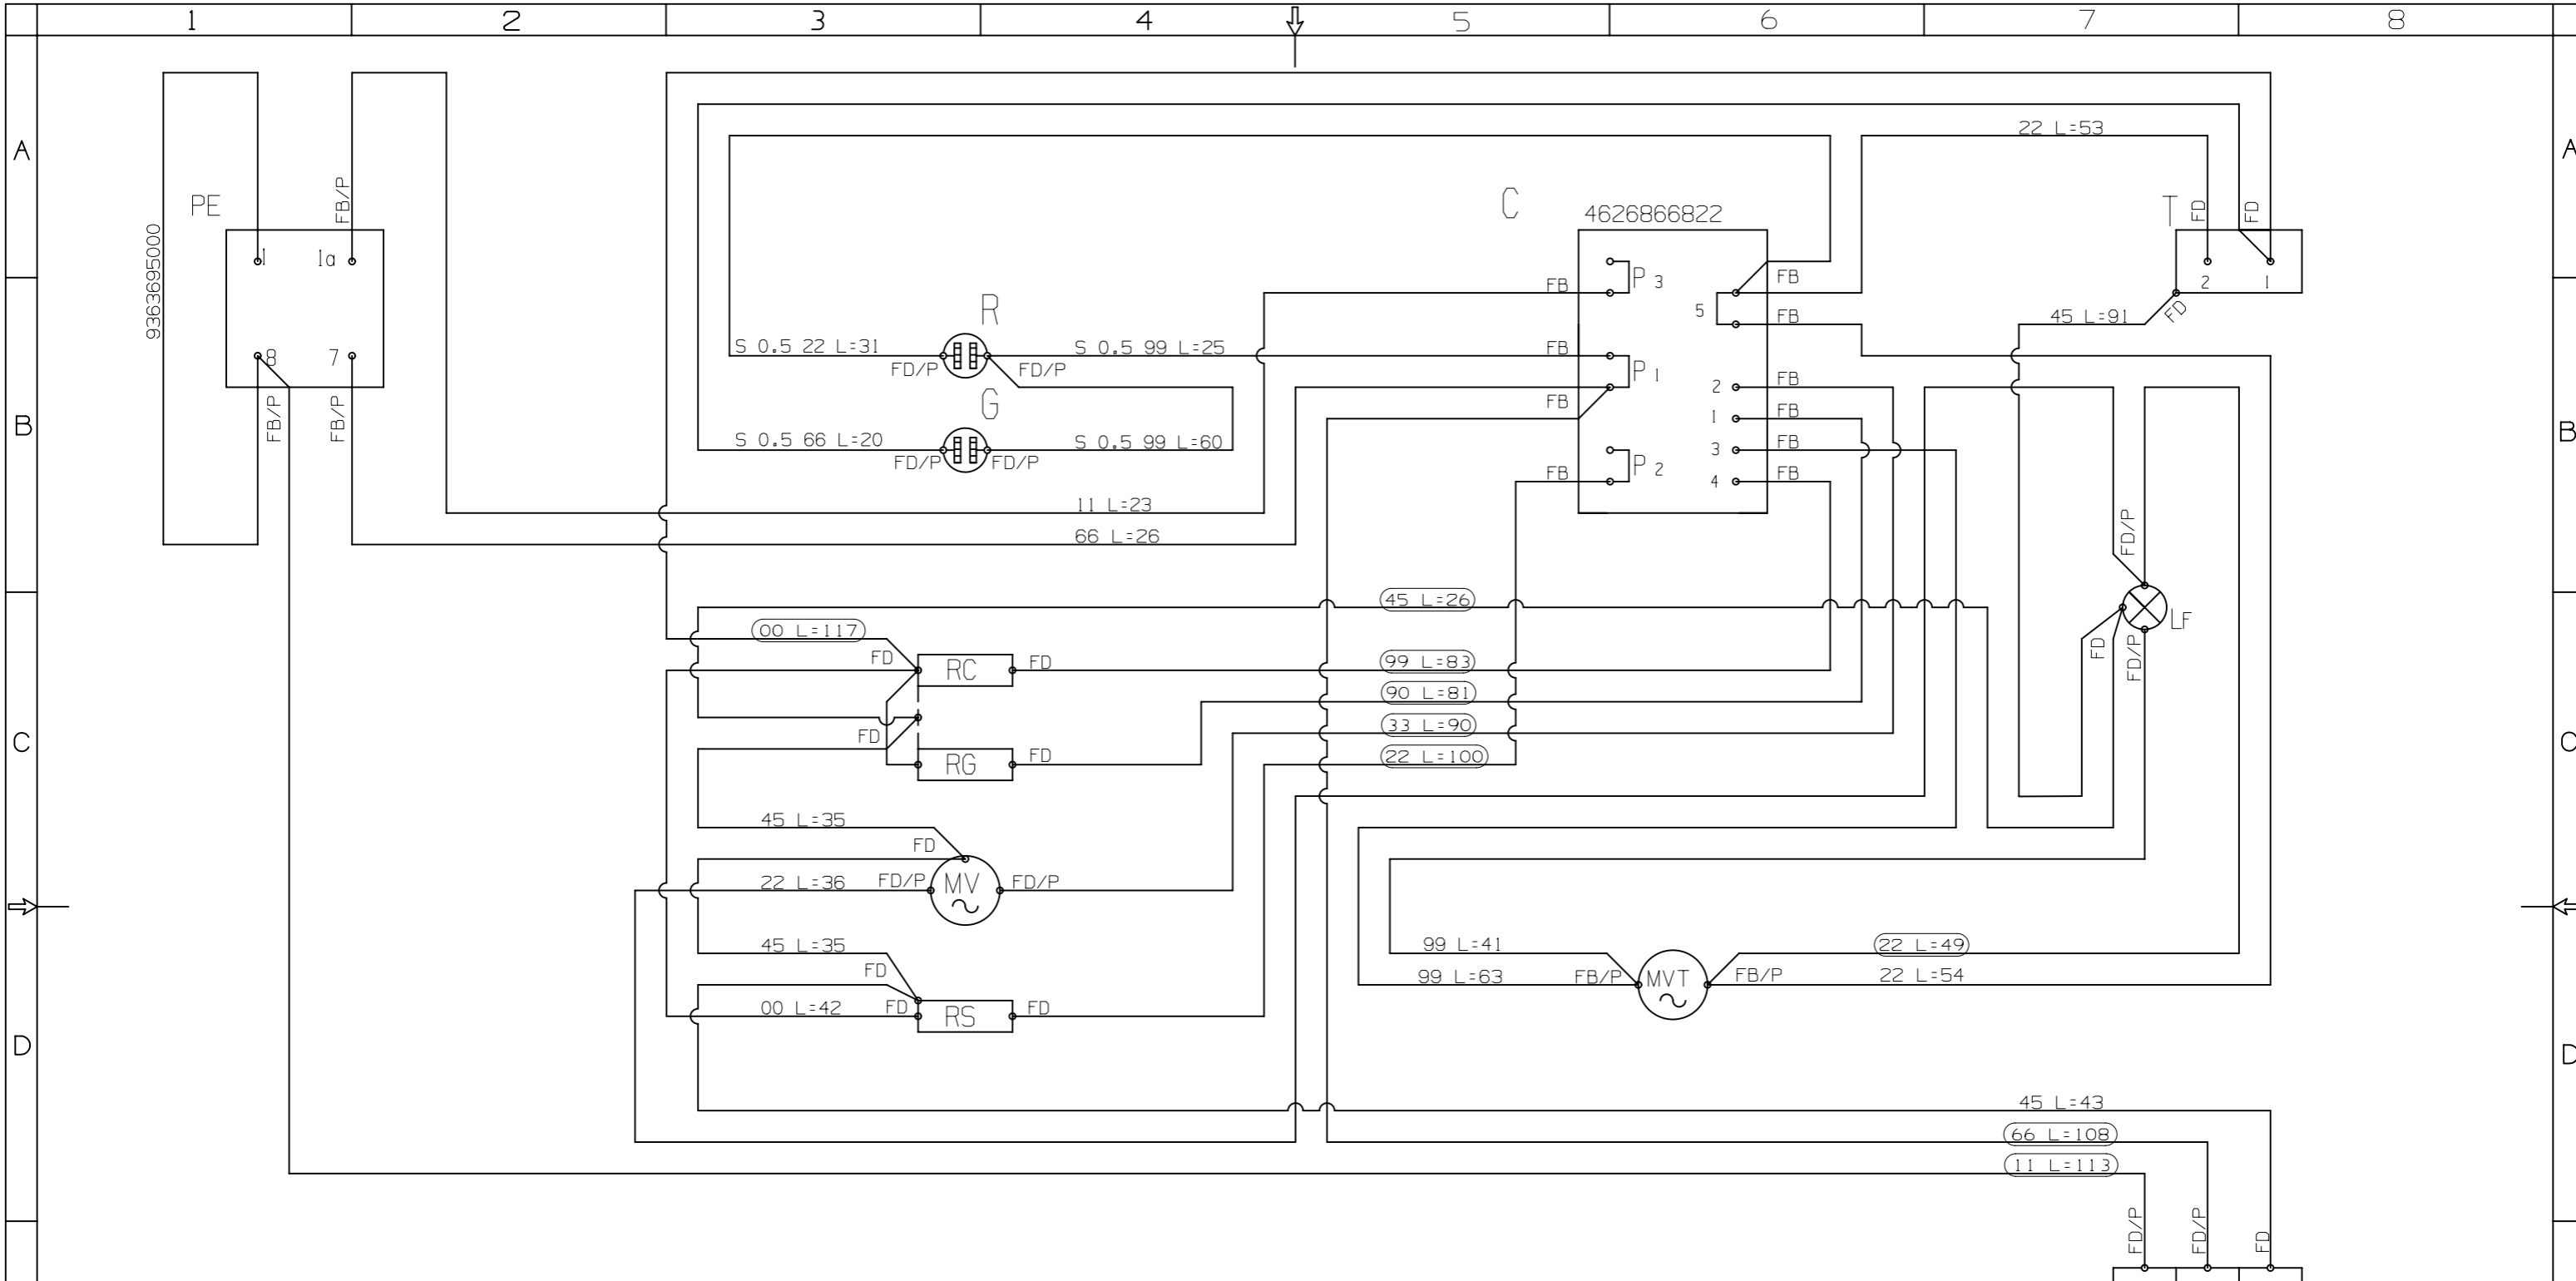 1 2 3 4 5 6 7 8
A A
22 L=53
PE FB/P C 4626866822 T FD FD
9363695000
1 1a
FB P 3 FB 2 1
R 5 45 L=91 FD
S 0.5 22 L=31 S 0.5 99 L=25 FB FB
8 7 FD/P FD/P P 1
G 2 FB
FB/P FB/P FB 1 FB
B B
S 0.5 66 L=20 S 0.5 99 L=60 3 FB
FD/P FD/P FB P 2 4 FB
11 L=23
66 L=26 FD/P
45 L=26
00 L=117 LF
FD RC FD 99 L=83 FD FD/P
90 L=81
FD 33 L=90
C C
RG FD 22 L=100
45 L=35
FD
22 L=36 FD/P MV FD/P
45 L=35 99 L=41 22 L=49
FD 99 L=63 FB/P MVT FB/P 22 L=54
00 L=42 FD RS FD
D D
45 L=43
66 L=108
11 L=113
FD/P FD/P FD